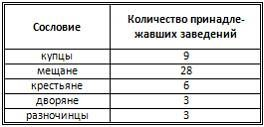 Сословие Количество принадле-
жавших заведений
купцы 9
мещане 28
крестьяне 6
дворяне 3
разночинцы 3